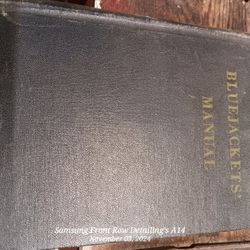 BLUEJACKETS'
MANUAL
Samsung Front Row Detailing's A14
November 03, 2024